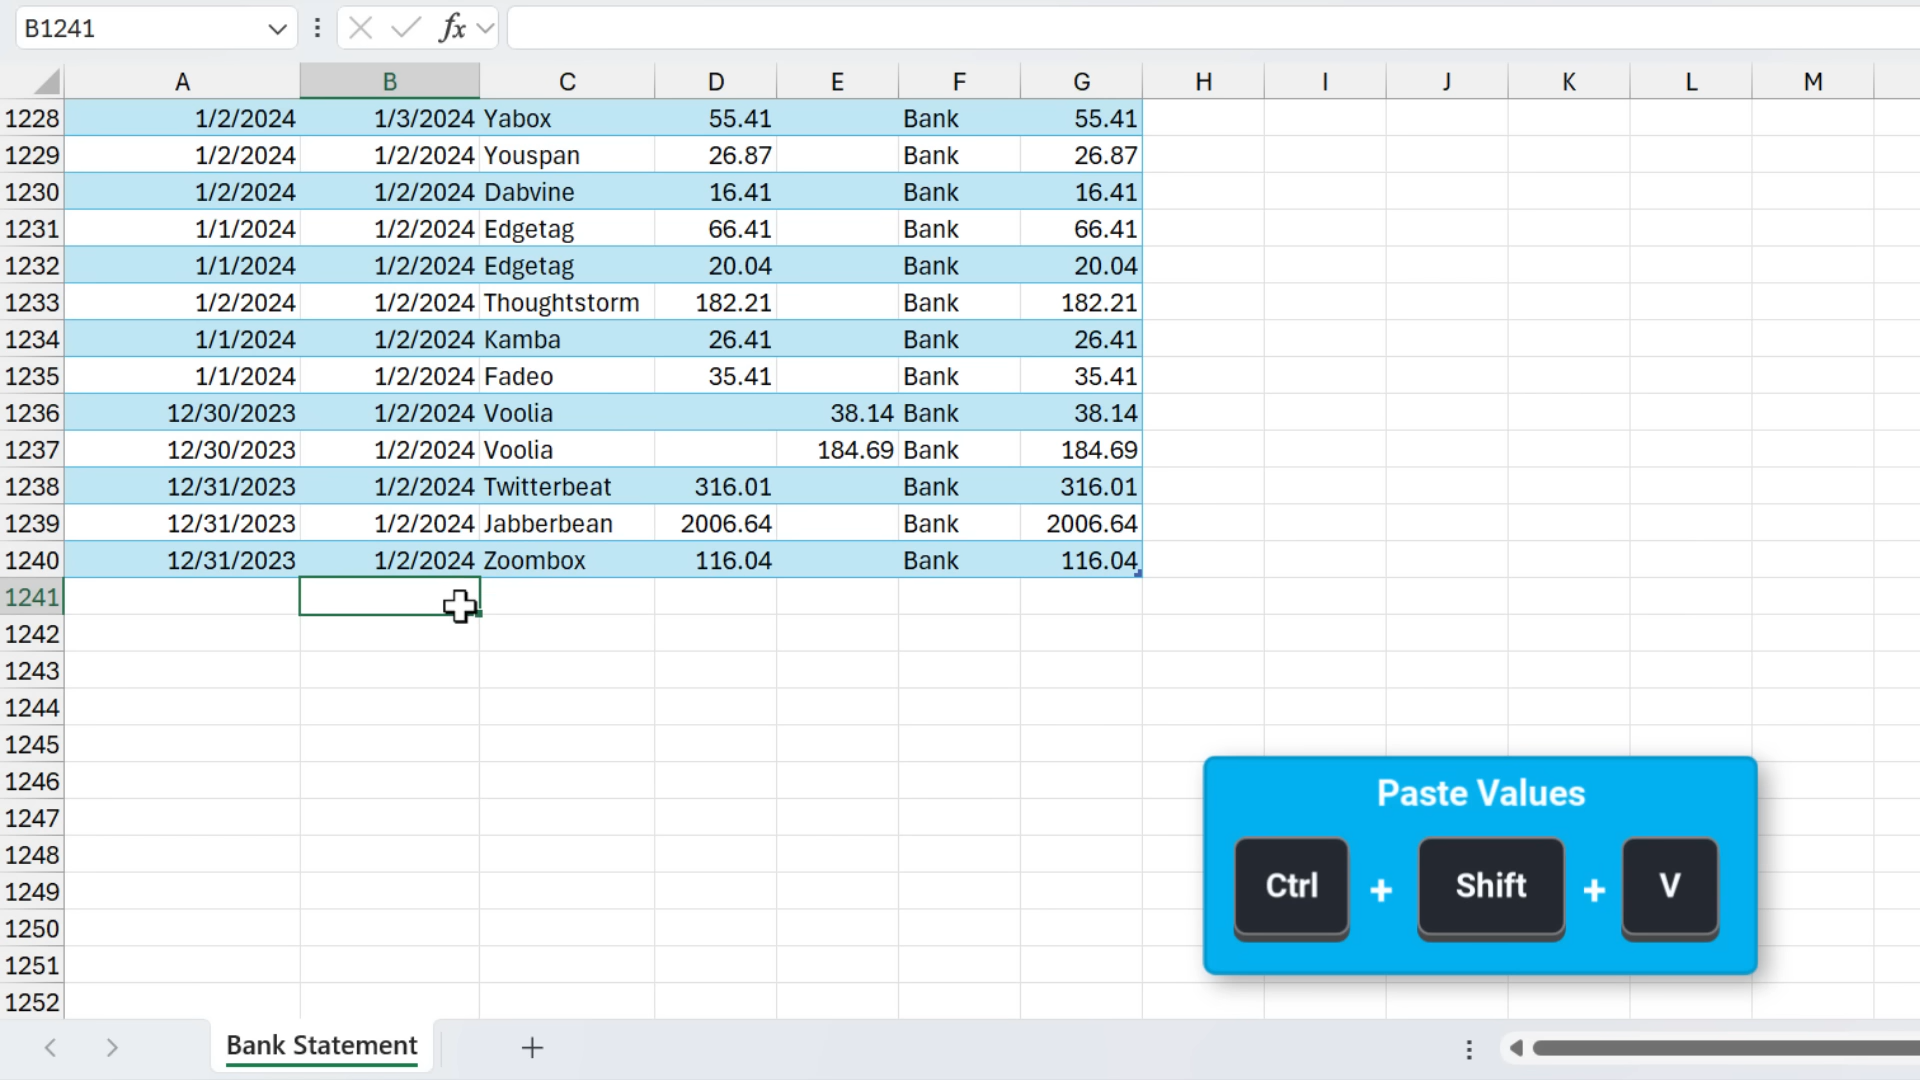 B1241 fx
A B C D E F G H I J K L M
1228 1/2/2024 1/3/2024 Yabox 55.41 Bank 55.41
1229 1/2/2024 1/2/2024 Youspan 26.87 Bank 26.87
1230 1/2/2024 1/2/2024 Dabvine 16.41 Bank 16.41
1231 1/1/2024 1/2/2024 Edgetag 66.41 Bank 66.41
1232 1/1/2024 1/2/2024 Edgetag 20.04 Bank 20.04
1233 1/2/2024 1/2/2024 Thoughtstorm 182.21 Bank 182.21
1234 1/1/2024 1/2/2024 Kamba 26.41 Bank 26.41
1235 1/1/2024 1/2/2024 Fadeo 35.41 Bank 35.41
1236 12/30/2023 1/2/2024 Voolia 38.14 Bank 38.14
1237 12/30/2023 1/2/2024 Voolia 184.69 Bank 184.69
1238 12/31/2023 1/2/2024 Twitterbeat 316.01 Bank 316.01
1239 12/31/2023 1/2/2024 Jabberbean 2006.64 Bank 2006.64
1240 12/31/2023 1/2/2024 Zoombox 116.04 Bank 116.04
1241
1242
1243
1244
1245
1246
1247
1248
1249
1250
1251
1252
Paste Values
Ctrl + Shift + V
Bank Statement